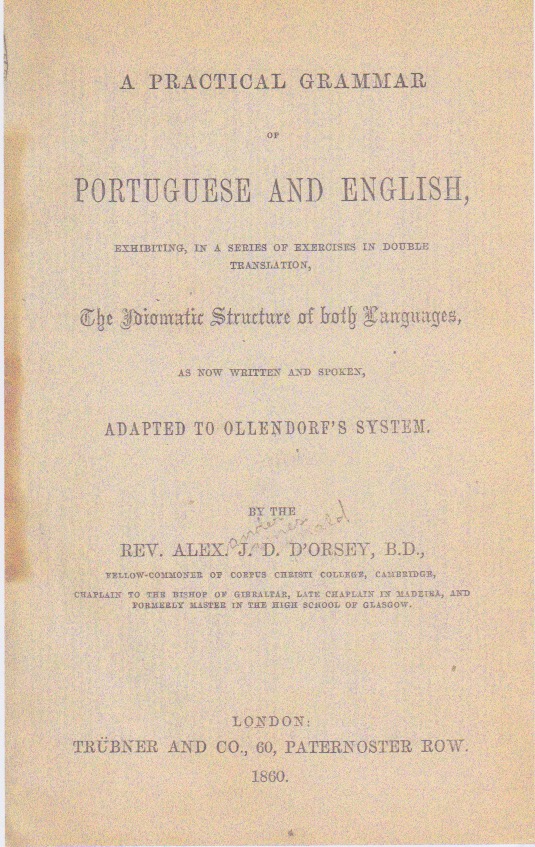 A PRACTICAL GRAMMAR
OF
PORTUGUESE AND ENGLISH,
EXHIBITING, IN A SERIES OF EXERCISES IN DOUBLE
TRANSLATION,
The Idiomatic Structure of both Languages,
AS NOW WRITTEN AND SPOKEN,
ADAPTED TO OLLENDORF'S SYSTEM.
BY THE
REV. ALEX. J. D. D'ORSEY, B.D.,
FELLOW-COMMONER OF CORPUS CHRISTI COLLEGE, CAMBRIDGE,
CHAPLAIN TO THE BISHOP OF GIBRALTAR, LATE CHAPLAIN IN MADEIRA, AND
FORMERLY MASTER IN THE HIGH SCHOOL OF GLASGOW.
LONDON:
TRÜBNER AND CO., 60, PATERNOSTER ROW.
1860.